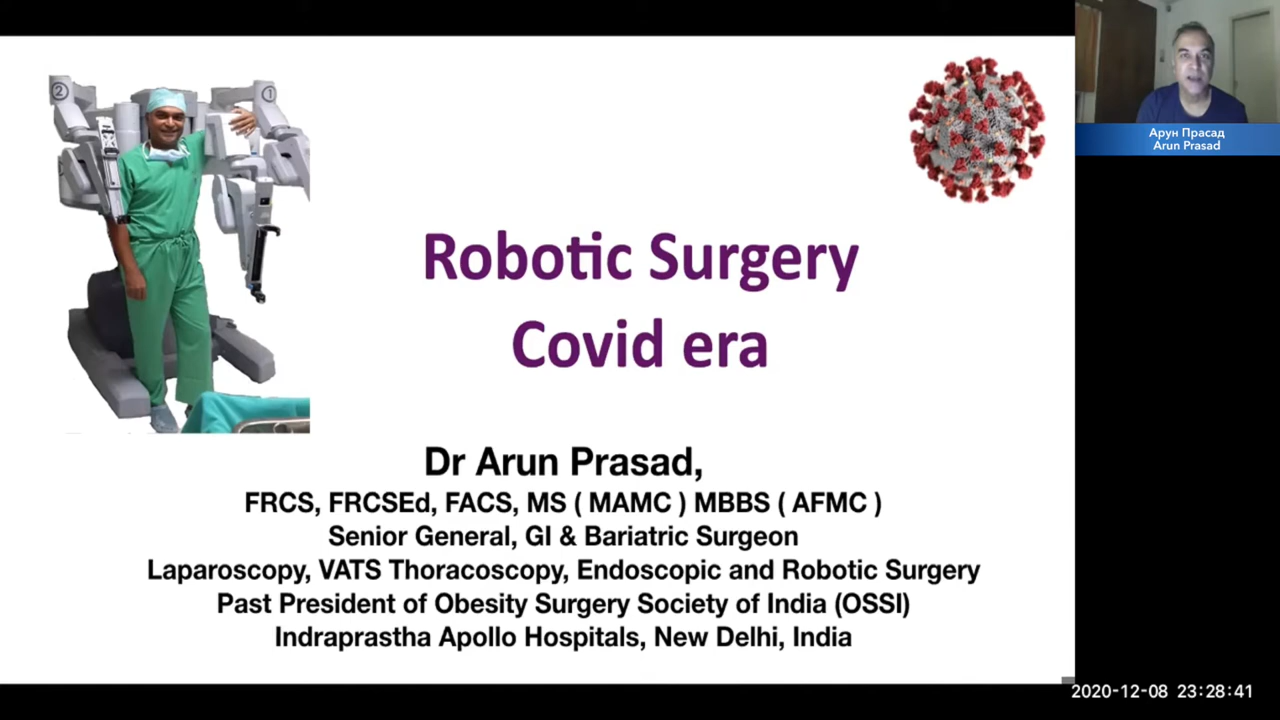 ②
①
Арун Прасад
Arun Prasad
Robotic Surgery
Covid era
Dr Arun Prasad,
FRCS, FRCSEd, FACS, MS ( MAMC ) MBBS ( AFMC )
Senior General, GI & Bariatric Surgeon
Laparoscopy, VATS Thoracoscopy, Endoscopic and Robotic Surgery
Past President of Obesity Surgery Society of India (OSSI)
Indraprastha Apollo Hospitals, New Delhi, India
2020-12-08 23:28:41